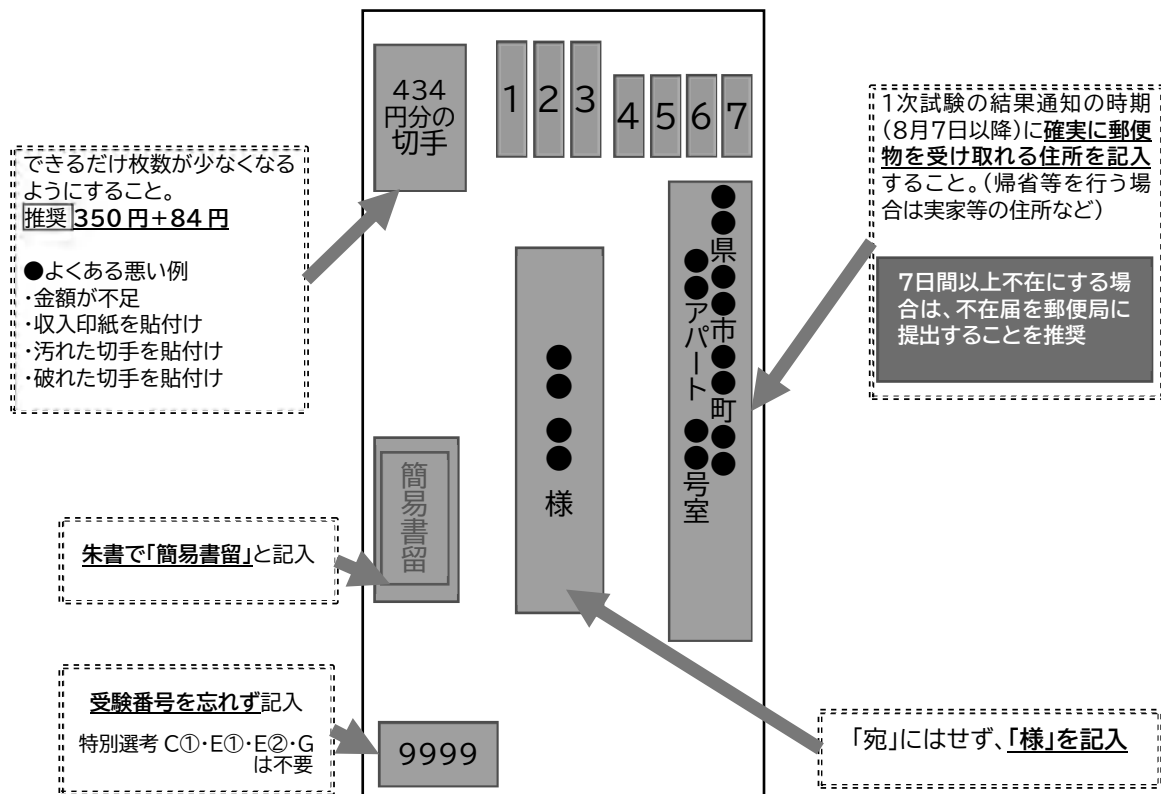 434
円分の
切手
1 2 3 4 5 6 7
できるだけ枚数が少なくなる
ようにすること。
推奨 350円+84円
●よくある悪い例
・金額が不足
・収入印紙を貼付け
・汚れた切手を貼付け
・破れた切手を貼付け
1次試験の結果通知の時期
(8月7日以降)に確実に郵便
物を受け取れる住所を記入
すること。(帰省等を行う場
合は実家等の住所など)
7日間以上不在にする場
合は、不在届を郵便局に
提出することを推奨
●●県●●市●●町●●
●●アパート ●●号室
●●●● 様
簡易書留
朱書で「簡易書留」と記入
受験番号を忘れず記入
特別選考 C①・E①・E②・G
は不要
9999
「宛」にはせず、「様」を記入